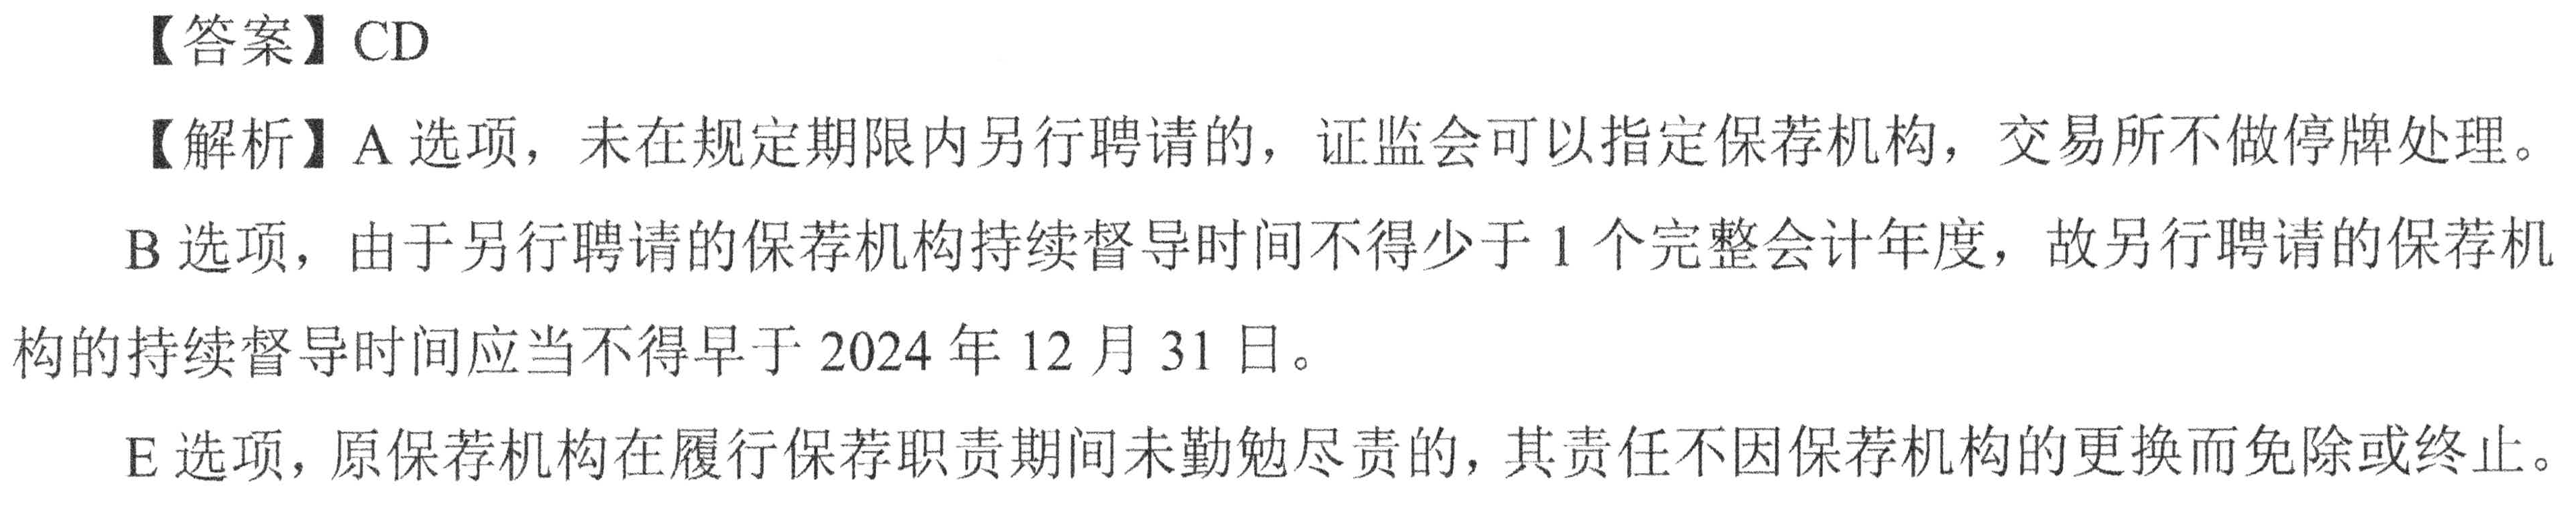 【答案】CD
【解析】A 选项，未在规定期限内另行聘请的，证监会可以指定保荐机构，交易所不做停牌处理。
B 选项，由于另行聘请的保荐机构持续督导时间不得少于 1 个完整会计年度，故另行聘请的保荐机
构的持续督导时间应当不得早于 2024 年 12 月 31 日。
E 选项，原保荐机构在履行保荐职责期间未勤勉尽责的，其责任不因保荐机构的更换而免除或终止。